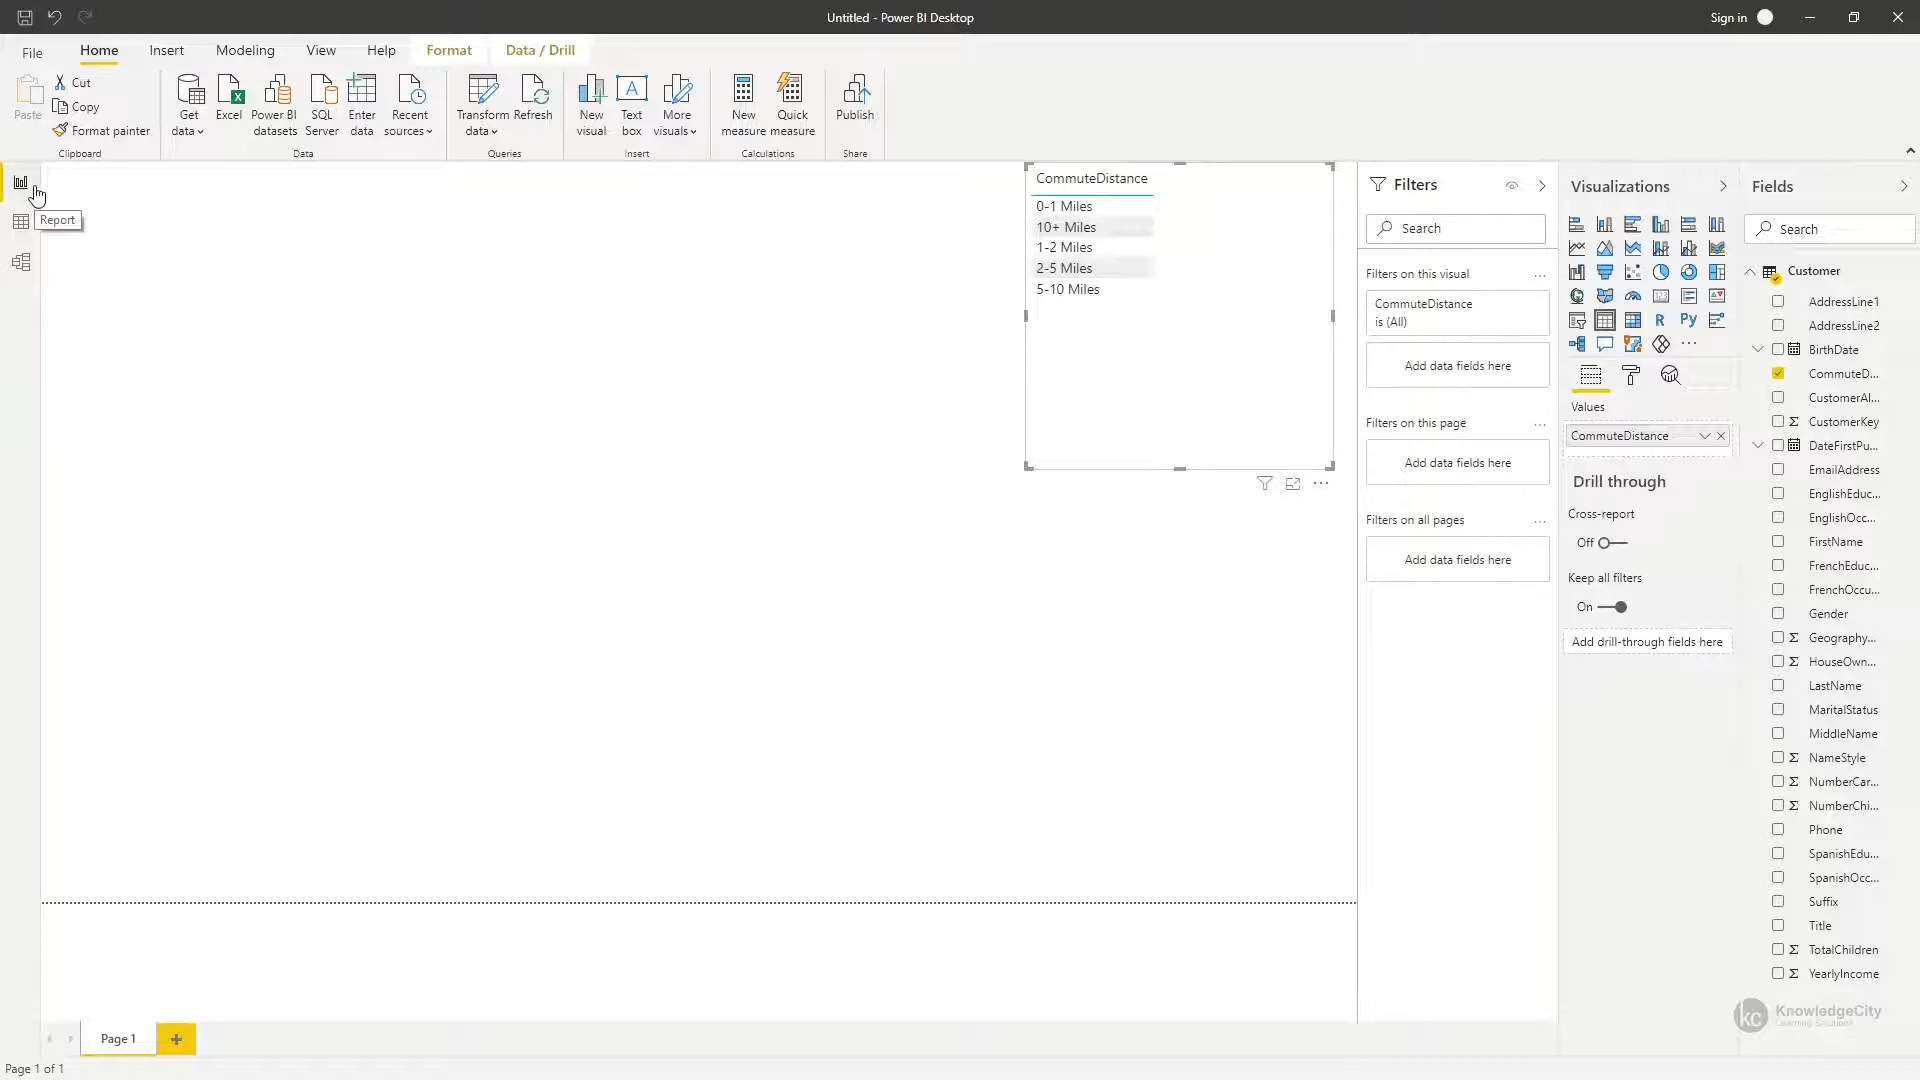 Untitled - Power BI Desktop
Sign in
File
Home
Insert
Modeling
View
Help
Format
Data / Drill
Paste
Cut
Copy
Format painter
Clipboard
Get data
Excel
Power BI datasets
SQL Server
Enter data
Recent sources
Data
Transform data
Refresh
Queries
New visual
A
Text box
More visuals
Insert
New measure
Quick measure
Calculations
Publish
Share
Report
CommuteDistance
0-1 Miles
10+ Miles
1-2 Miles
2-5 Miles
5-10 Miles
Filters
Search
Filters on this visual
...
CommuteDistance
is (All)
Add data fields here
Filters on this page
...
Add data fields here
Filters on all pages
...
Add data fields here
Visualizations
R
Py
Values
CommuteDistance
Drill through
Cross-report
Off
Keep all filters
On
Add drill-through fields here
Fields
Search
Customer
AddressLine1
AddressLine2
BirthDate
CommuteD...
CustomerAl...
CustomerKey
DateFirstPu...
EmailAddress
EnglishEduc...
EnglishOcc...
FirstName
FrenchEduc...
FrenchOccu...
Gender
Geography...
HouseOwn...
LastName
MaritalStatus
MiddleName
NameStyle
NumberCar...
NumberChi...
Phone
SpanishEdu...
SpanishOcc...
Suffix
Title
TotalChildren
YearlyIncome
kc
KnowledgeCity
Learning Solutions
Page 1
Page 1 of 1